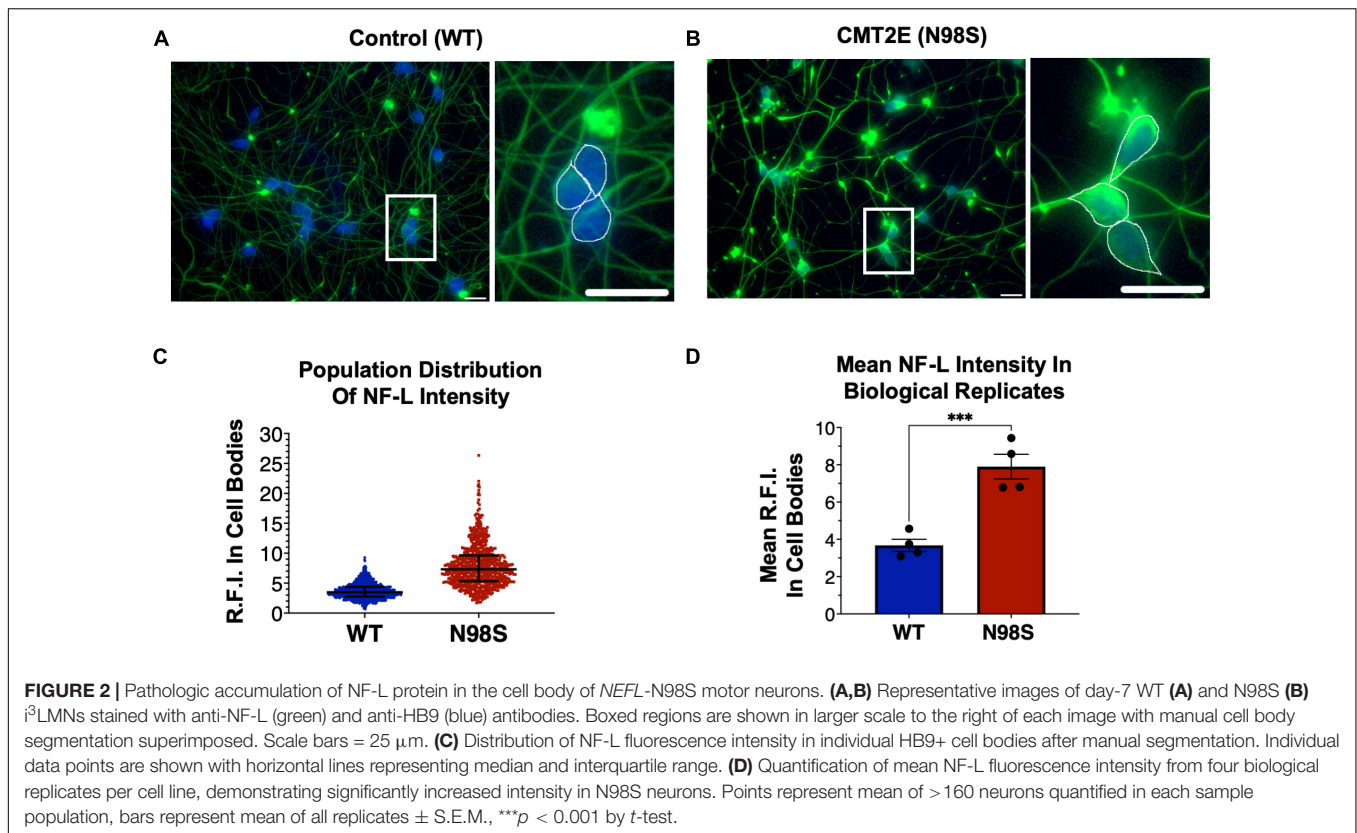 A
Control (WT)
B
CMT2E (N98S)
C
Population Distribution
Of NF-L Intensity
R.F.I. In Cell Bodies
30
25
20
15
10
5
0
WT
N98S
D
Mean NF-L Intensity In
Biological Replicates
Mean R.F.I.
In Cell Bodies
10
8
6
4
2
0
***
WT
N98S
FIGURE 2 | Pathologic accumulation of NF-L protein in the cell body of NEFL-N98S motor neurons. (A,B) Representative images of day-7 WT (A) and N98S (B)
i³LMNs stained with anti-NF-L (green) and anti-HB9 (blue) antibodies. Boxed regions are shown in larger scale to the right of each image with manual cell body
segmentation superimposed. Scale bars = 25 μm. (C) Distribution of NF-L fluorescence intensity in individual HB9+ cell bodies after manual segmentation. Individual
data points are shown with horizontal lines representing median and interquartile range. (D) Quantification of mean NF-L fluorescence intensity from four biological
replicates per cell line, demonstrating significantly increased intensity in N98S neurons. Points represent mean of >160 neurons quantified in each sample
population, bars represent mean of all replicates ± S.E.M., ***p < 0.001 by t-test.